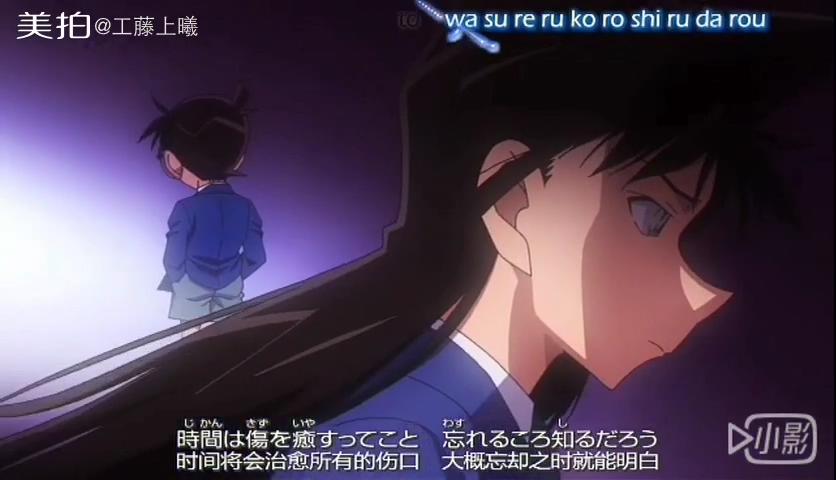 美拍@工藤上曦
to wa su re ru ko ro shi ru da rou
じかん きず いや わす し
時間は傷を癒すってこと 忘れるころ知るだろう
时间将会治愈所有的伤口 大概忘却之时就能明白
小影